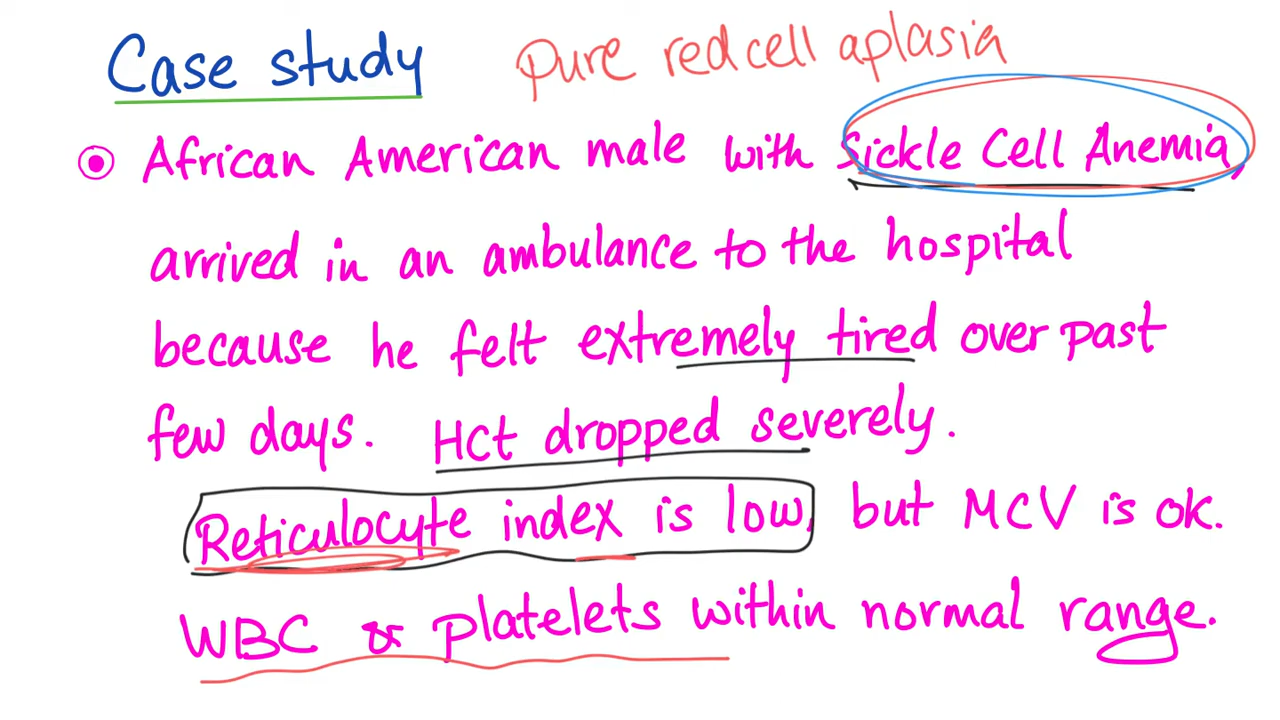 Case study pure red cell aplasia
African American male with Sickle Cell Anemia,
arrived in an ambulance to the hospital
because he felt extremely tired over past
few days. HCt dropped severely.
Reticulocyte index is low, but MCV is ok.
WBC & platelets within normal range.